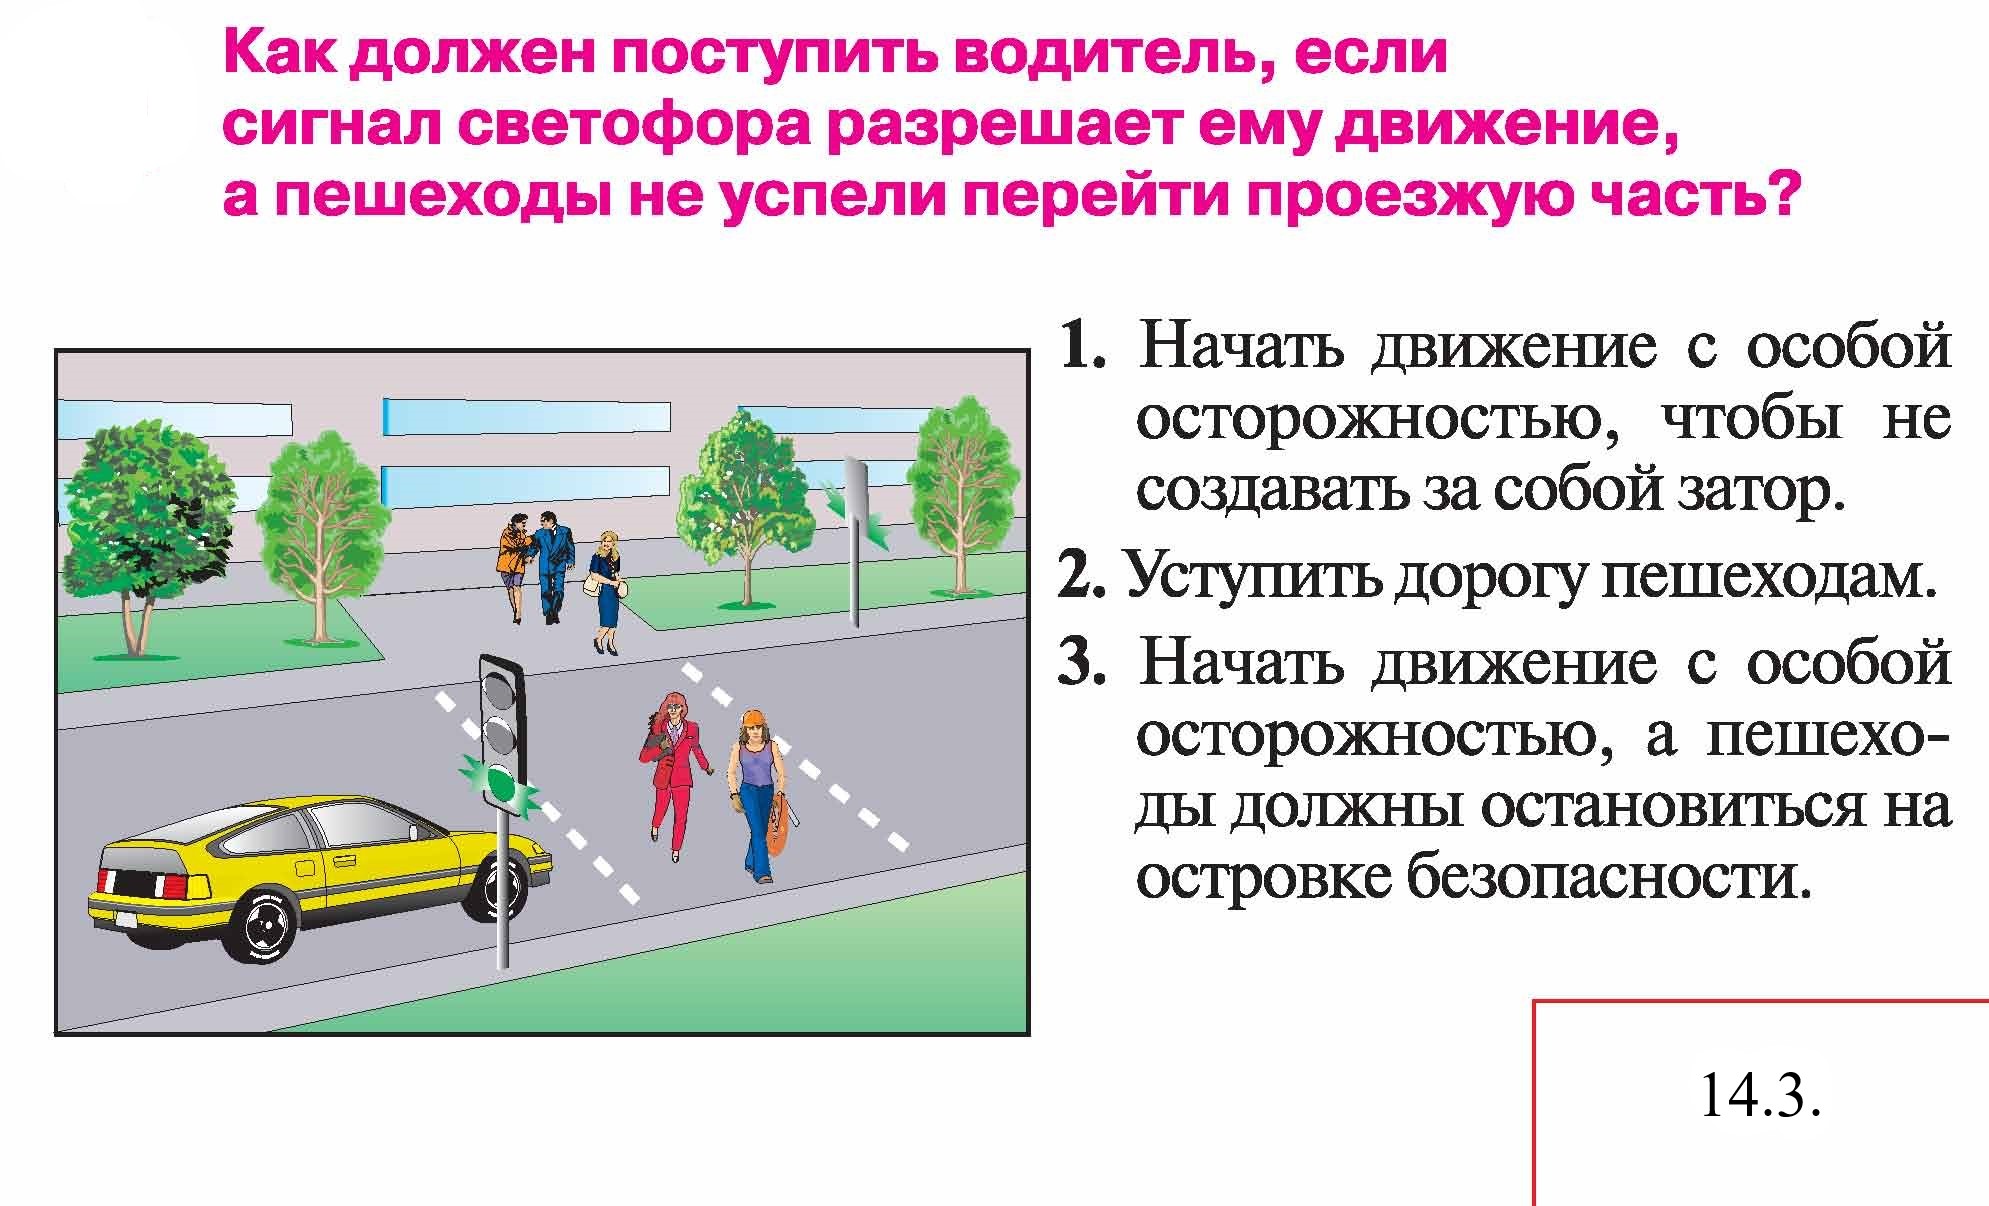 Как должен поступить водитель, если
сигнал светофора разрешает ему движение,
а пешеходы не успели перейти проезжую часть?
1. Начать движение с особой
осторожностью, чтобы не
создавать за собой затор.
2. Уступить дорогу пешеходам.
3. Начать движение с особой
осторожностью, а пешехо-
ды должны остановиться на
островке безопасности.
14.3.